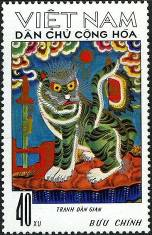 VIỆT NAM
DÂN CHỦ CỘNG HÒA
40 XU
TRANH DÂN GIAN
BƯU CHÍNH